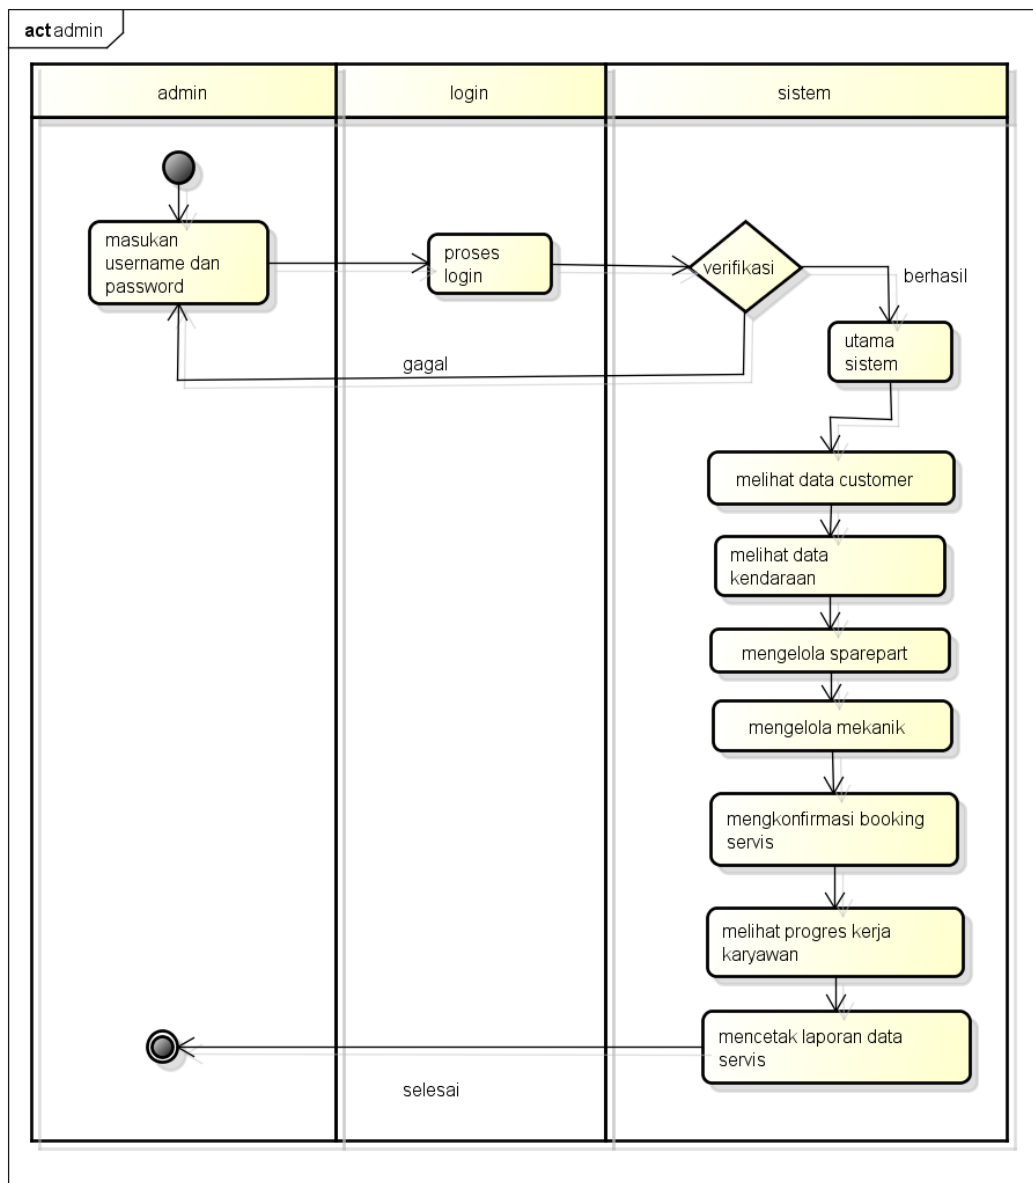 act admin
admin
login
sistem
masukan
username dan
password
proses
login
verifikasi
berhasil
utama
sistem
gagal
melihat data customer
melihat data
kendaraan
mengelola sparepart
mengelola mekanik
mengkonfirmasi booking
servis
melihat progres kerja
karyawan
mencetak laporan data
servis
selesai